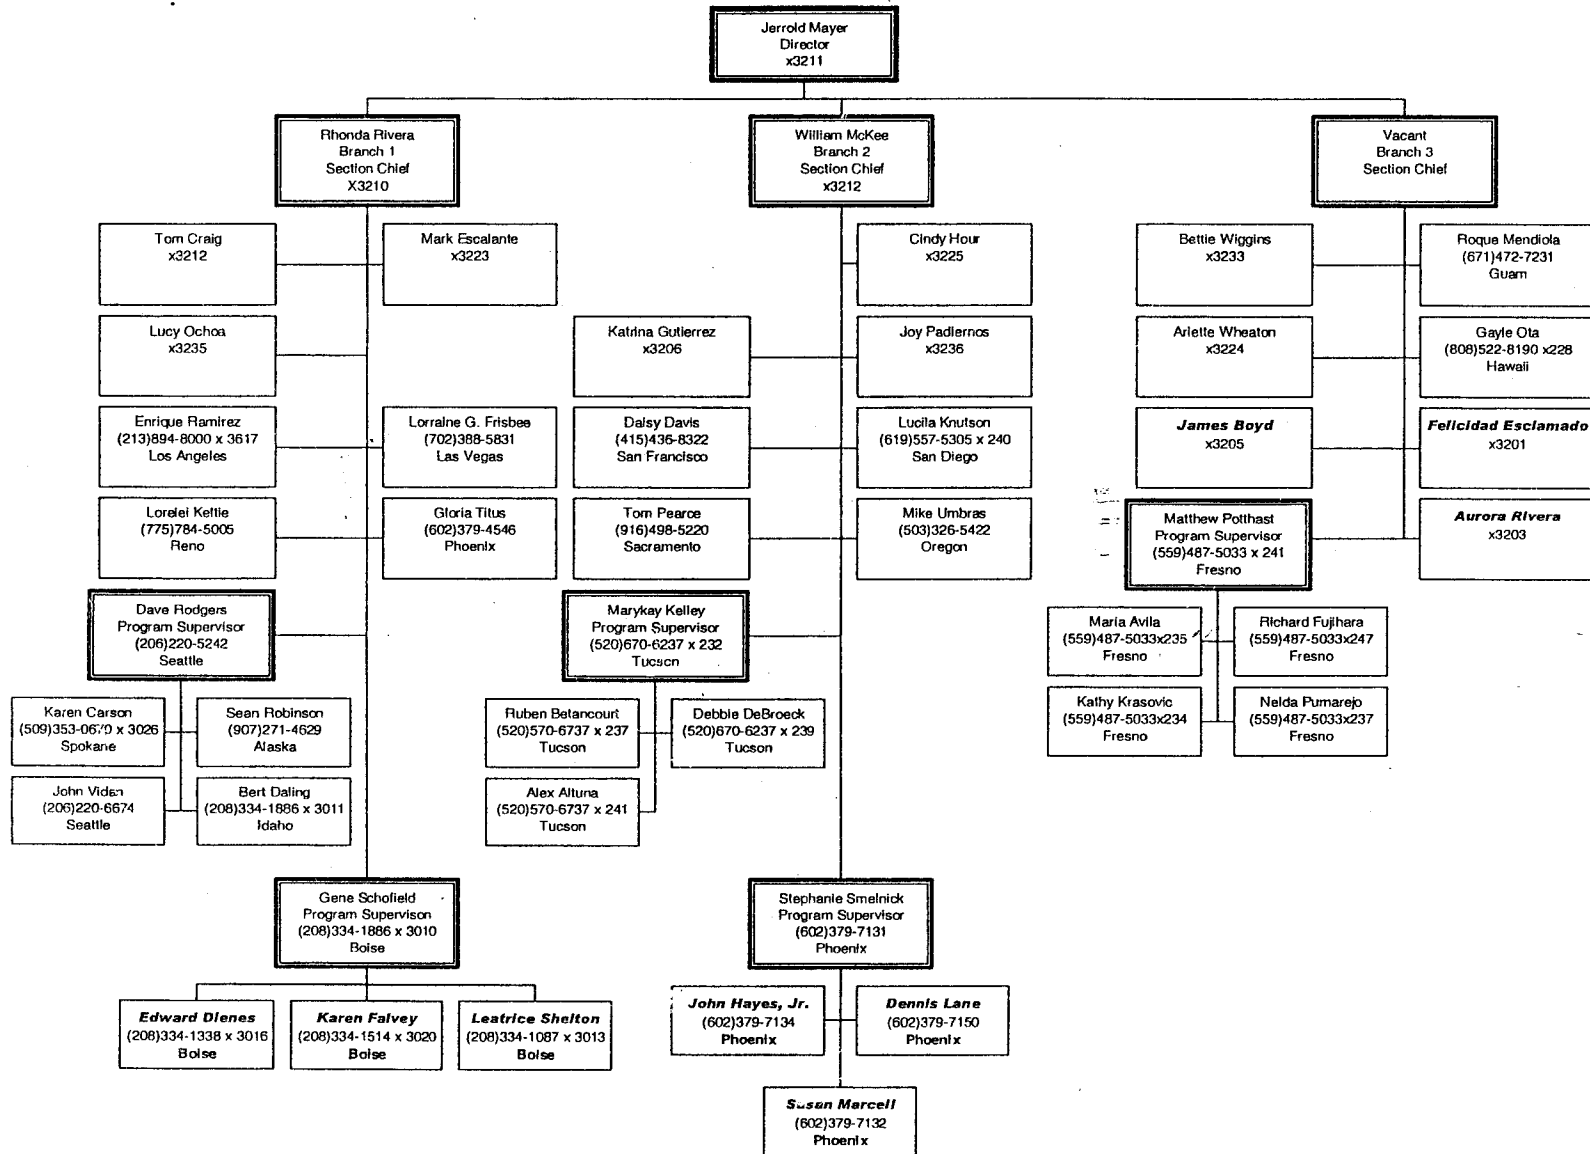 Jerrold Mayer
Director
x3211
Rhonda Rivera
Branch 1
Section Chief
X3210
William McKee
Branch 2
Section Chief
x3212
Vacant
Branch 3
Section Chief
Tom Craig
x3212
Mark Escalante
x3223
Cindy Hour
x3225
Bettie Wiggins
x3233
Roque Mendiola
(671)472-7231
Guam
Lucy Ochoa
x3235
Katrina Gutierrez
x3206
Joy Padiernos
x3236
Arlette Wheaton
x3224
Gayle Ota
(808)522-8190 x228
Hawaii
Enrique Ramirez
(213)894-8000 x 3617
Los Angeles
Lorraine G. Frisbee
(702)388-5831
Las Vegas
Daisy Davis
(415)436-8322
San Francisco
Lucila Knutson
(619)557-5305 x 240
San Diego
James Boyd
x3205
Felicidad Esclamado
x3201
Lorelei Kettie
(775)784-5005
Reno
Gloria Titus
(602)379-4546
Phoenix
Tom Pearce
(916)498-5220
Sacramento
Mike Umbras
(503)326-5422
Oregon
Matthew Potthast
Program Supervisor
(559)487-5033 x 241
Fresno
Aurora Rivera
x3203
Dave Rodgers
Program Supervisor
(206)220-5242
Seattle
Marykay Kelley
Program Supervisor
(520)670-6237 x 232
Tucson
Maria Avila
(559)487-5033x235
Fresno
Richard Fujihara
(559)487-5033x247
Fresno
Karen Carson
(509)353-0670 x 3026
Spokane
Sean Robinson
(907)271-4629
Alaska
Ruben Betancourt
(520)570-6737 x 237
Tucson
Debbie DeBroeck
(520)670-6237 x 239
Tucson
Kathy Krasovic
(559)487-5033x234
Fresno
Nelda Pumarejo
(559)487-5033x237
Fresno
John Vidan
(206)220-6674
Seattle
Bert Daling
(208)334-1886 x 3011
Idaho
Alex Altuna
(520)570-6737 x 241
Tucson
Gene Schofield
Program Supervison
(208)334-1886 x 3010
Boise
Stephanie Smelnick
Program Supervisor
(602)379-7131
Phoenix
Edward Dienes
(208)334-1338 x 3016
Boise
Karen Falvey
(208)334-1514 x 3020
Boise
Leatrice Shelton
(208)334-1087 x 3013
Boise
John Hayes, Jr.
(602)379-7134
Phoenix
Dennis Lane
(602)379-7150
Phoenix
Susan Marcell
(602)379-7132
Phoenix